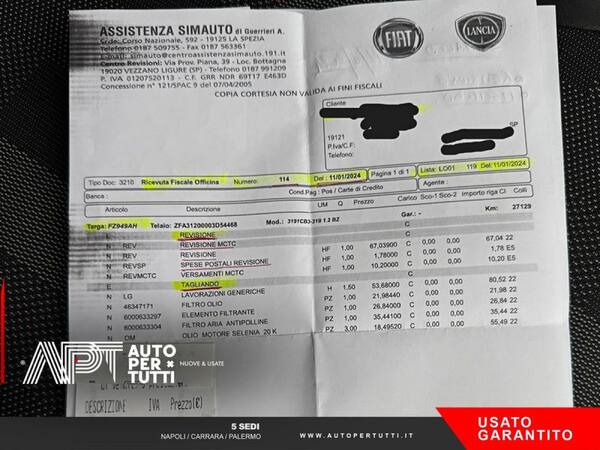 ASSISTENZA SIMAUTO di Guerrieri A.
Sede: Corso Nazionale, 592 - 19125 LA SPEZIA
Telefono 0187 509755 - Fax 0187 563361
E-mail: simauto@centroassistenzasimauto.191.it
Centro Revisioni: Via Prov. Piana, 39 - Loc. Bottagna
19020 VEZZANO LIGURE (SP) - Telefono 0187 991209
P. IVA 01207520113 - C.F. GRR NDR 69T17 E463D
Concessione n° 121/SPAC 9 del 07/04/2005
FIAT
LANCIA
COPIA CORTESIA NON VALIDA AI FINI FISCALI
Cliente
19121
SP
P.Iva/C.F:
Telefono:
Tipo Doc: 3210 Ricevuta Fiscale Officina Numero: 114 Del: 11/01/2024 Pagina 1 di 1 Lista: LO01 119 Del: 11/01/2024
Banca : Cond.Pag : Pos / Carte di Credito Agente :
Articolo Descrizione UM Q Prezzo Carico Sco-1 Sco-2 Importo riga CI Colli
Targa: FZ949AH Telaio: ZFA31200003D54468 Mod.: 3191CB3-319 1.2 BZ Gar.: - Km: 27129
N REVISIONE C
N REV REVISIONE MCTC HF 1,00 67,03900 C 0,00 0,00 67,04 22
N REV REVISIONE HF 1,00 1,78000 C 0,00 0,00 1,78 E5
N REVSP SPESE POSTALI REVISIONE HF 1,00 10,20000 C 0,00 0,00 10,20 E5
N REVMCTC VERSAMENTI MCTC
E TAGLIANDO C
N LG LAVORAZIONI GENERICHE H 1,50 53,68000 C 0,00 0,00 80,52 22
N 46347171 FILTRO OLIO PZ 1,00 21,98440 C 0,00 0,00 21,98 22
N 6000633297 ELEMENTO FILTRANTE PZ 1,00 26,84000 C 0,00 0,00 26,84 22
N 6000633304 FILTRO ARIA ANTIPOLLINE PZ 1,00 35,44100 C 0,00 0,00 35,44 22
N OM OLIO MOTORE SELENIA 20 K PZ 3,00 18,49520 C 0,00 0,00 55,49 22
DESCRIZIONE IVA Prezzo(€)
APT AUTO PER TUTTI
NUOVE & USATE
5 SEDI
NAPOLI / CARRARA / PALERMO
WWW.AUTOPERTUTTI.IT
USATO
GARANTITO